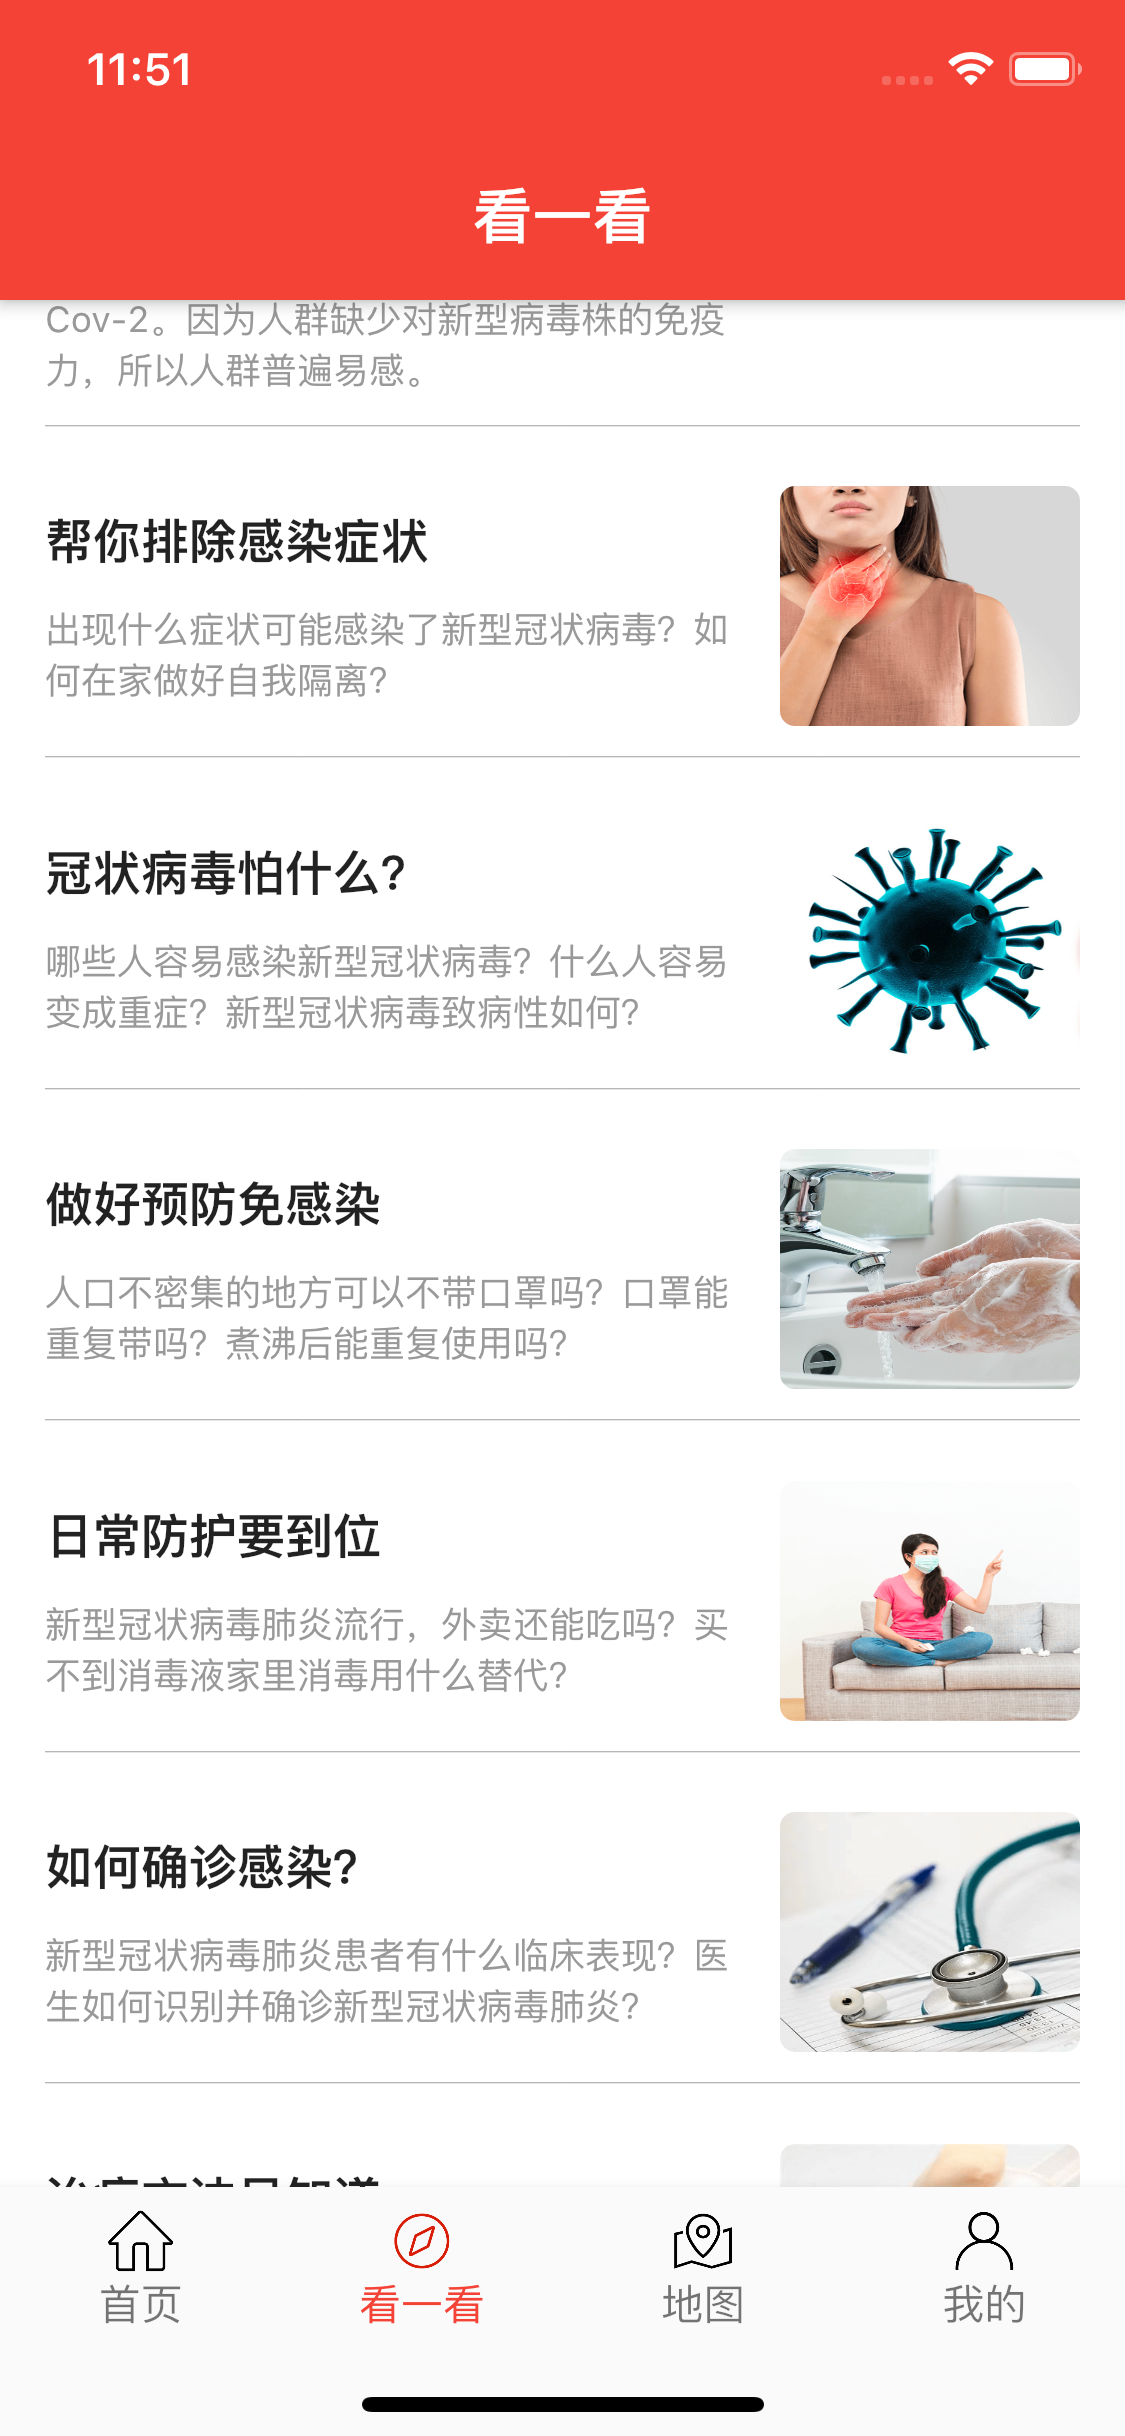 11:51
看一看
Cov-2。因为人群缺少对新型病毒株的免疫
力，所以人群普遍易感。
帮你排除感染症状
出现什么症状可能感染了新型冠状病毒？如
何在家做好自我隔离？
冠状病毒怕什么？
哪些人容易感染新型冠状病毒？什么人容易
变成重症？新型冠状病毒致病性如何？
做好预防免感染
人口不密集的地方可以不带口罩吗？口罩能
重复带吗？煮沸后能重复使用吗？
日常防护要到位
新型冠状病毒肺炎流行，外卖还能吃吗？买
不到消毒液家里消毒用什么替代？
如何确诊感染？
新型冠状病毒肺炎患者有什么临床表现？医
生如何识别并确诊新型冠状病毒肺炎？
首页
看一看
地图
我的